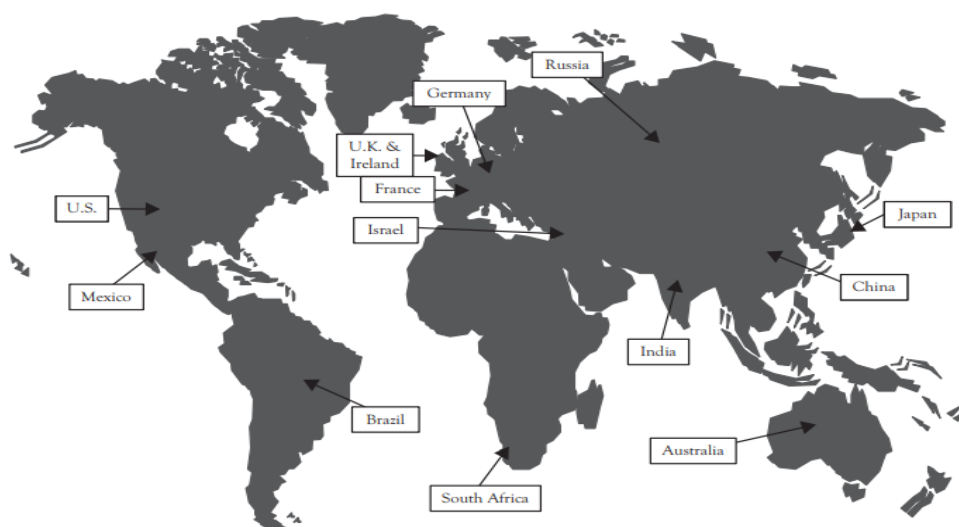 Russia
Germany
U.K. &
Ireland
France
U.S.
Israel
Japan
Mexico
China
India
Brazil
Australia
South Africa